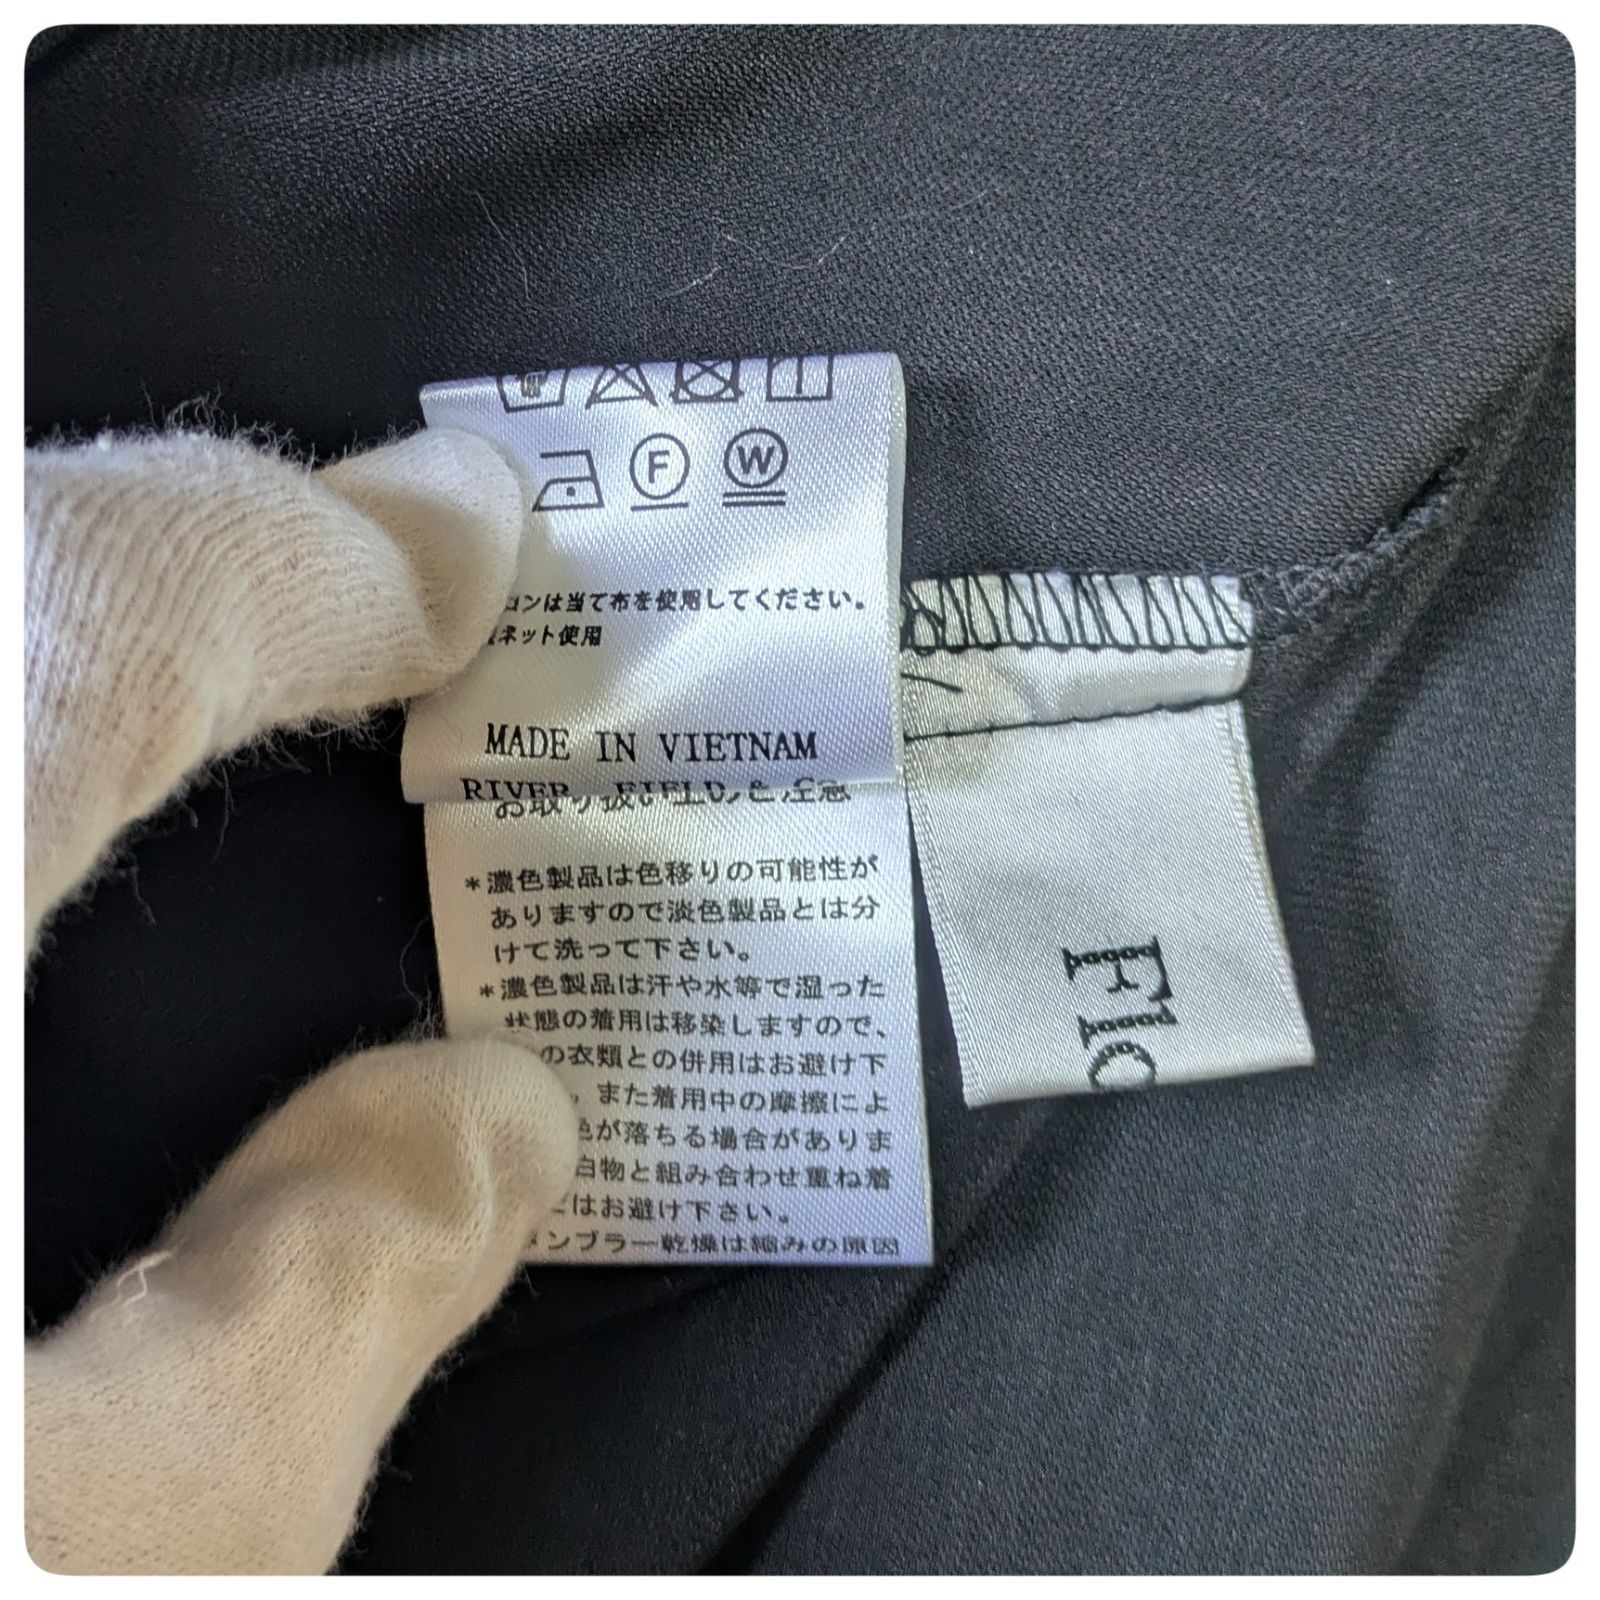 F
W
コンは当て布を使用してください。
ネット使用
MADE IN VIETNAM
RIVER FIELD & Co
お取り扱い上のご注意
*濃色製品は色移りの可能性が
ありますので淡色製品とは分
けて洗って下さい。
*濃色製品は汗や水等で湿った
状態の着用は移染しますので、
の衣類との併用はお避け下
。また着用中の摩擦によ
色が落ちる場合がありま
白物と組み合わせ重ね着
はお避け下さい。
ンブラー乾燥は縮みの原因
Flo